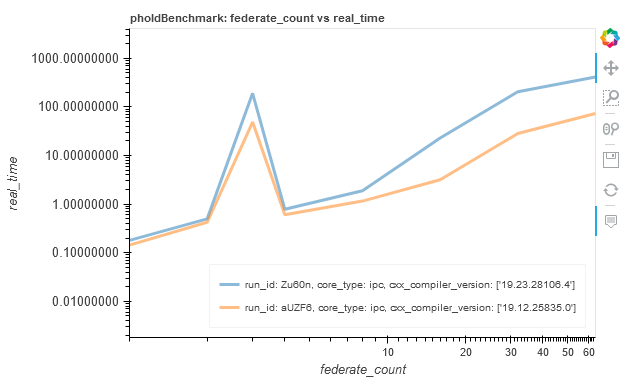 pholdBenchmark: federate_count vs real_time
1000.00000000
100.00000000
10.00000000
1.00000000
0.10000000
0.01000000
real_time
run_id: Zu60n, core_type: ipc, cxx_compiler_version: ['19.23.28106.4']
run_id: aUZF6, core_type: ipc, cxx_compiler_version: ['19.12.25835.0']
10 20 30 40 50 60
federate_count